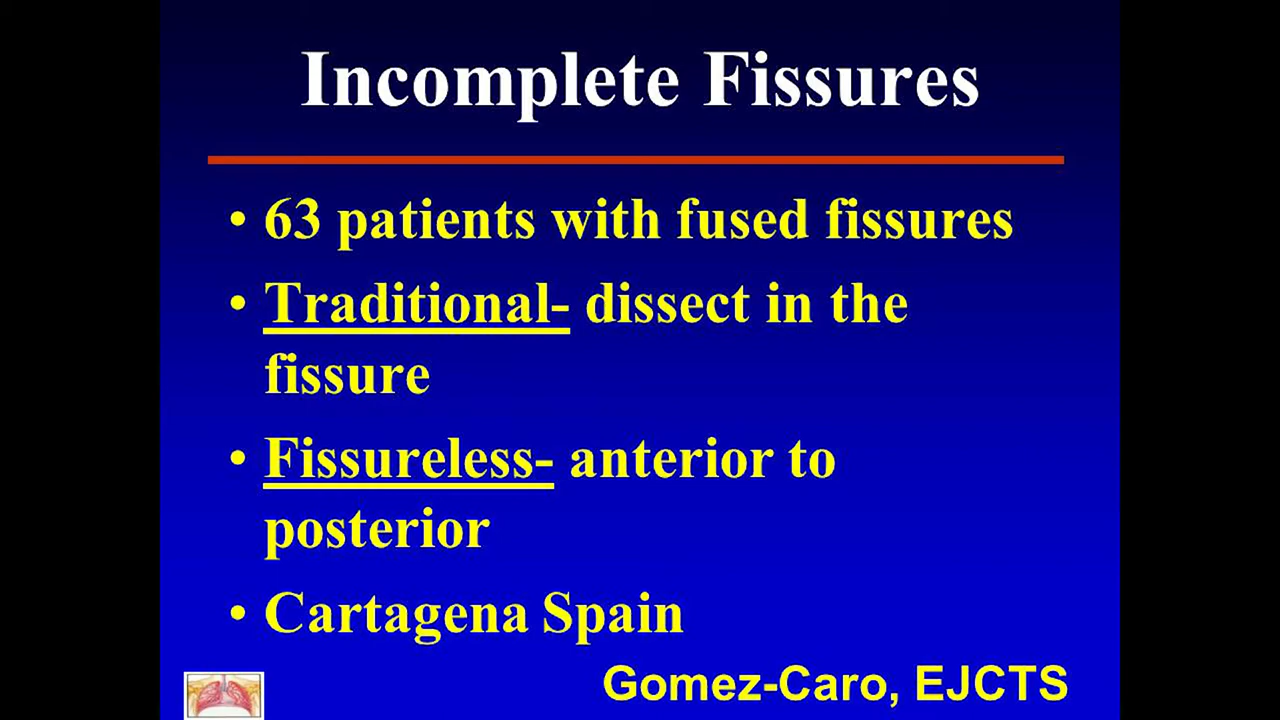 Incomplete Fissures
• 63 patients with fused fissures
• Traditional- dissect in the
fissure
• Fissureless- anterior to
posterior
• Cartagena Spain
Gomez-Caro, EJCTS